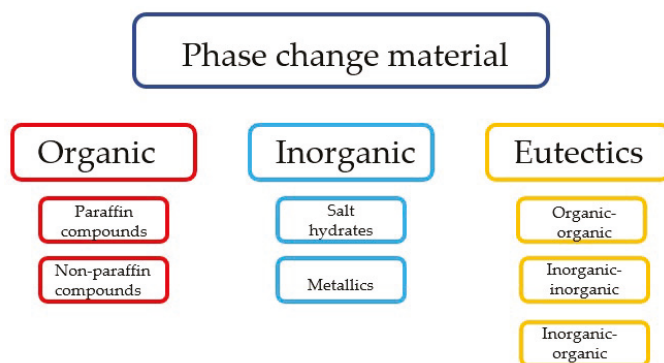 Phase change material
Organic
Inorganic
Eutectics
Paraffin
compounds
Non-paraffin
compounds
Salt
hydrates
Metallics
Organic-
organic
Inorganic-
inorganic
Inorganic-
organic